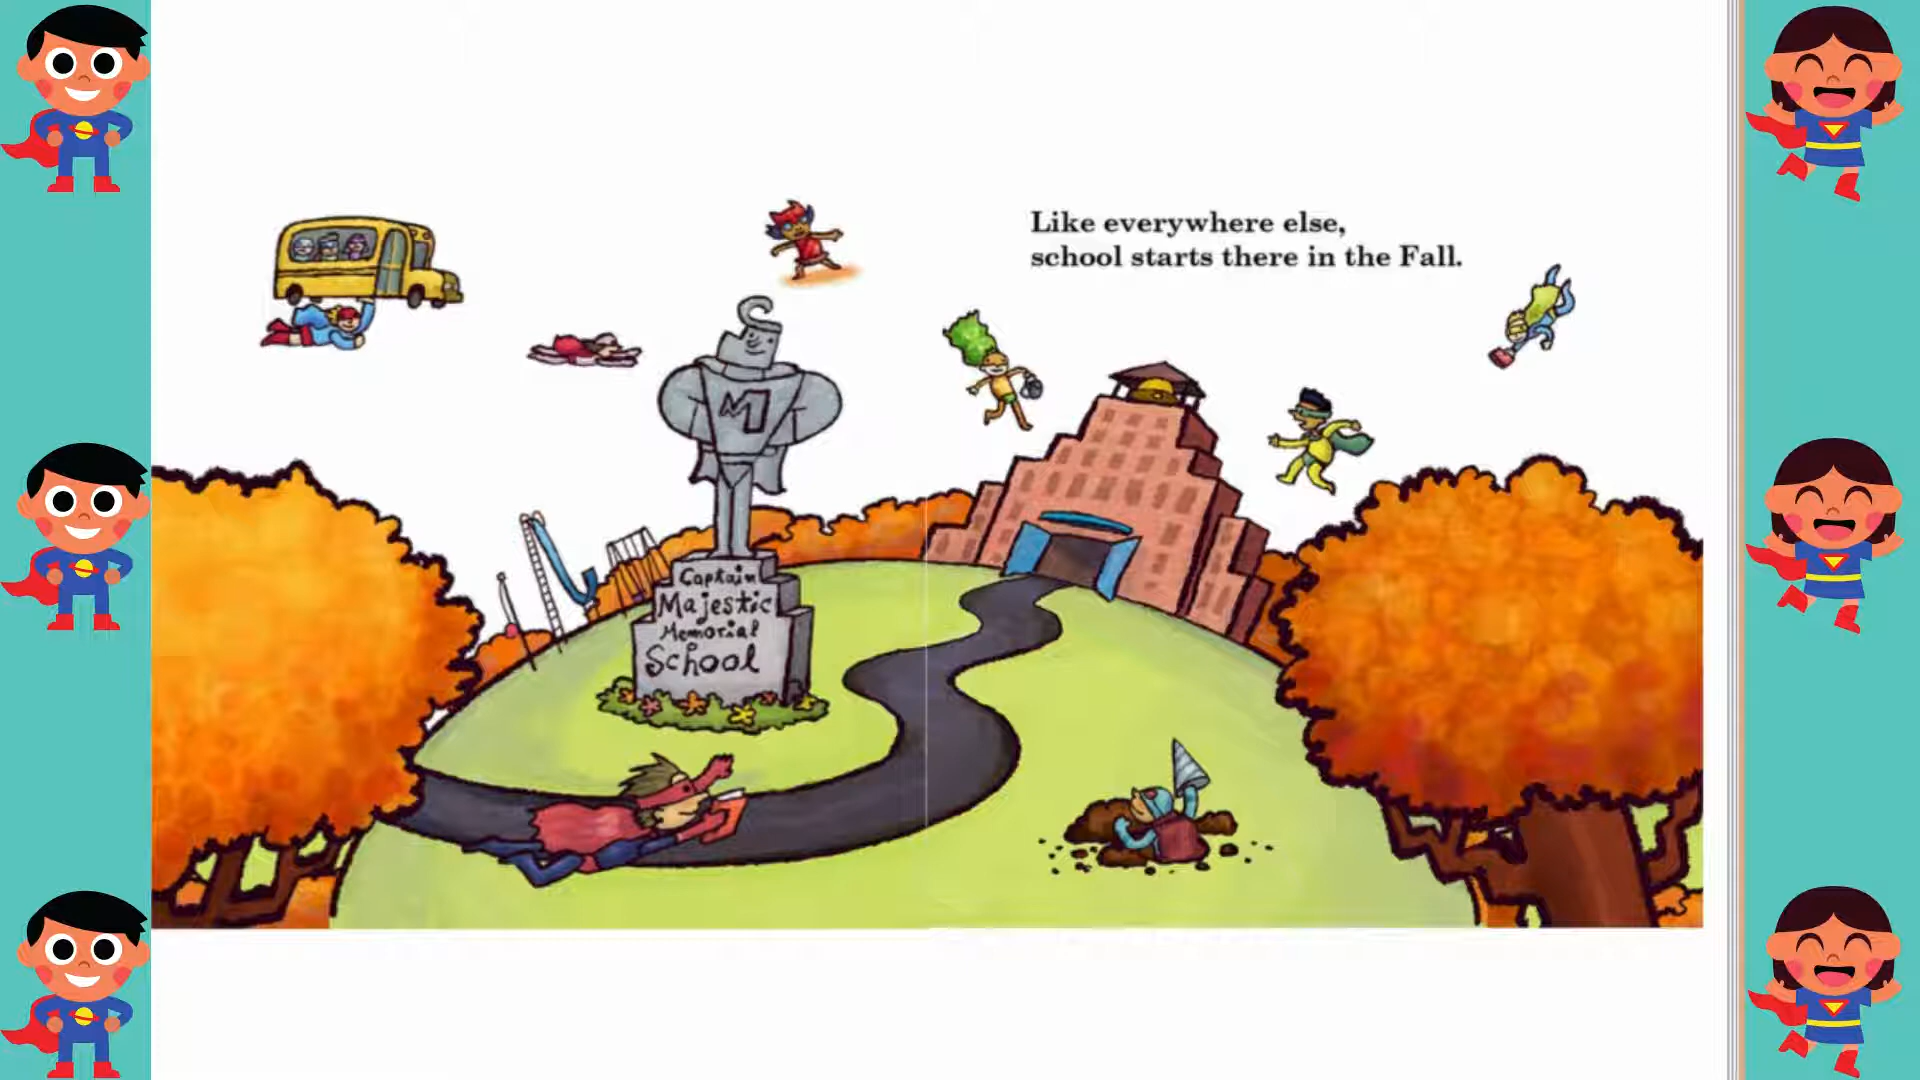 Like everywhere else,
school starts there in the Fall.
M
Captain
Majestic
Memorial
School